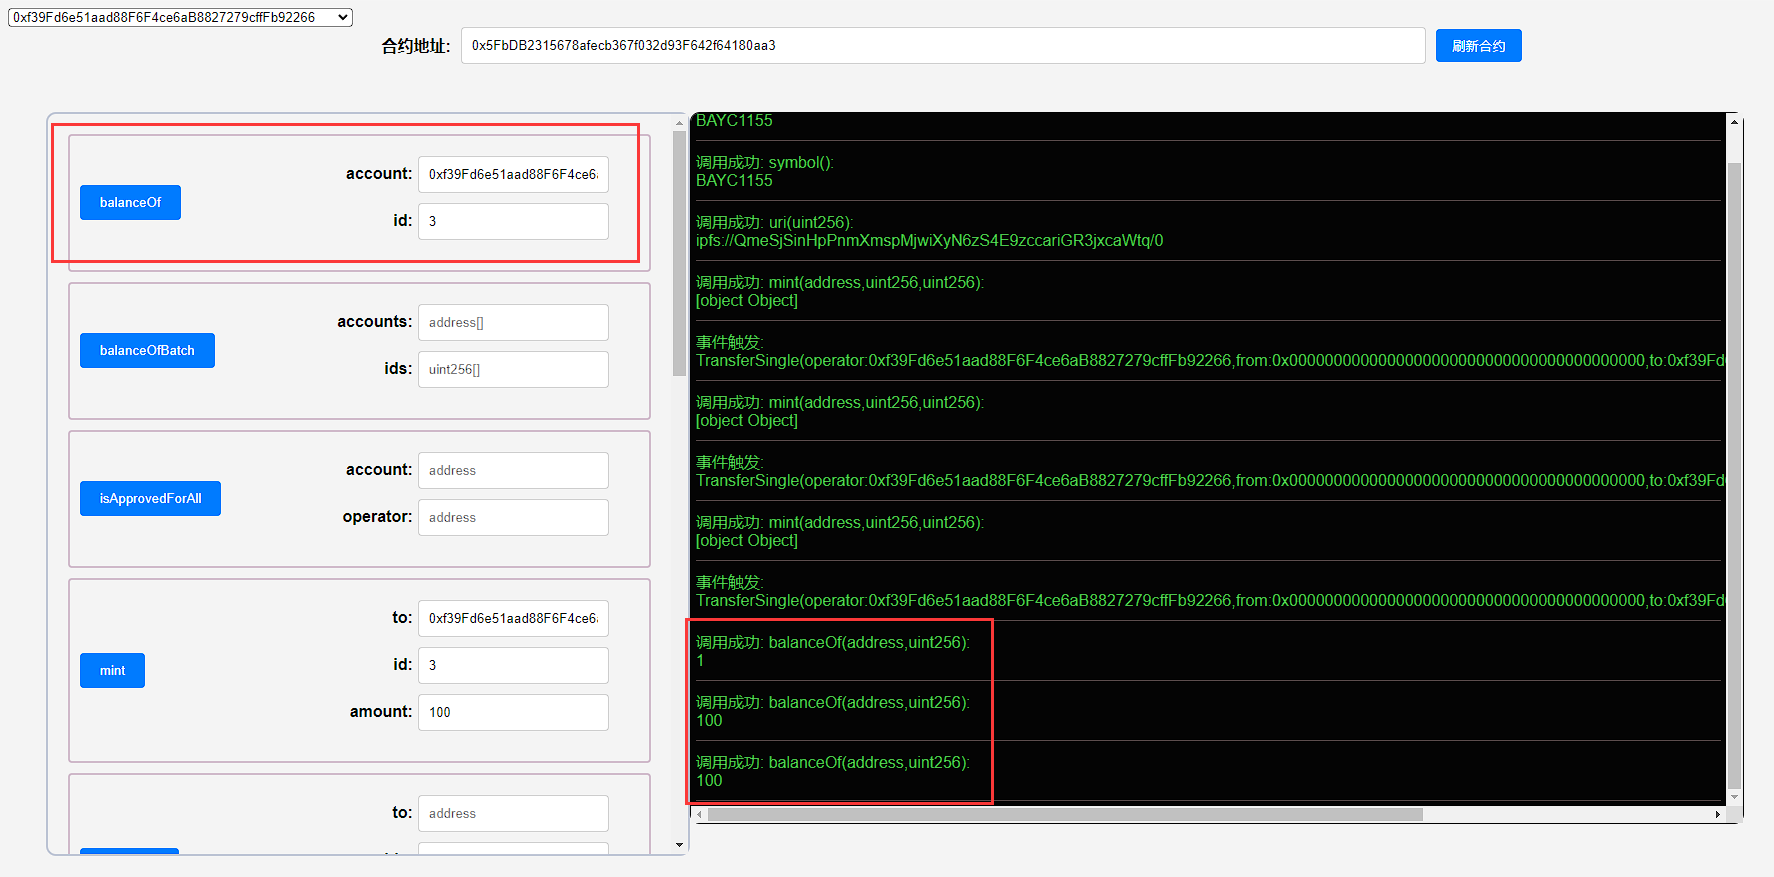 0xf39Fd6e51aad88F6F4ce6aB8827279cffFb92266
合约地址: 0x5FbDB2315678afecb367f032d93F642f64180aa3 刷新合约
account: 0xf39Fd6e51aad88F6F4ce6a
balanceOf
id: 3
accounts: address[]
balanceOfBatch
ids: uint256[]
account: address
isApprovedForAll
operator: address
to: 0xf39Fd6e51aad88F6F4ce6a
id: 3
mint
amount: 100
to: address
BAYC1155
调用成功: symbol():
BAYC1155
调用成功: uri(uint256):
ipfs://QmeSjSinHpPnmXmspMjwiXyN6zS4E9zccariGR3jxcaWtq/0
调用成功: mint(address,uint256,uint256):
[object Object]
事件触发:
TransferSingle(operator:0xf39Fd6e51aad88F6F4ce6aB8827279cffFb92266,from:0x0000000000000000000000000000000000000000,to:0xf39Fd
调用成功: mint(address,uint256,uint256):
[object Object]
事件触发:
TransferSingle(operator:0xf39Fd6e51aad88F6F4ce6aB8827279cffFb92266,from:0x0000000000000000000000000000000000000000,to:0xf39Fd
调用成功: mint(address,uint256,uint256):
[object Object]
事件触发:
TransferSingle(operator:0xf39Fd6e51aad88F6F4ce6aB8827279cffFb92266,from:0x0000000000000000000000000000000000000000,to:0xf39Fd
调用成功: balanceOf(address,uint256):
1
调用成功: balanceOf(address,uint256):
100
调用成功: balanceOf(address,uint256):
100